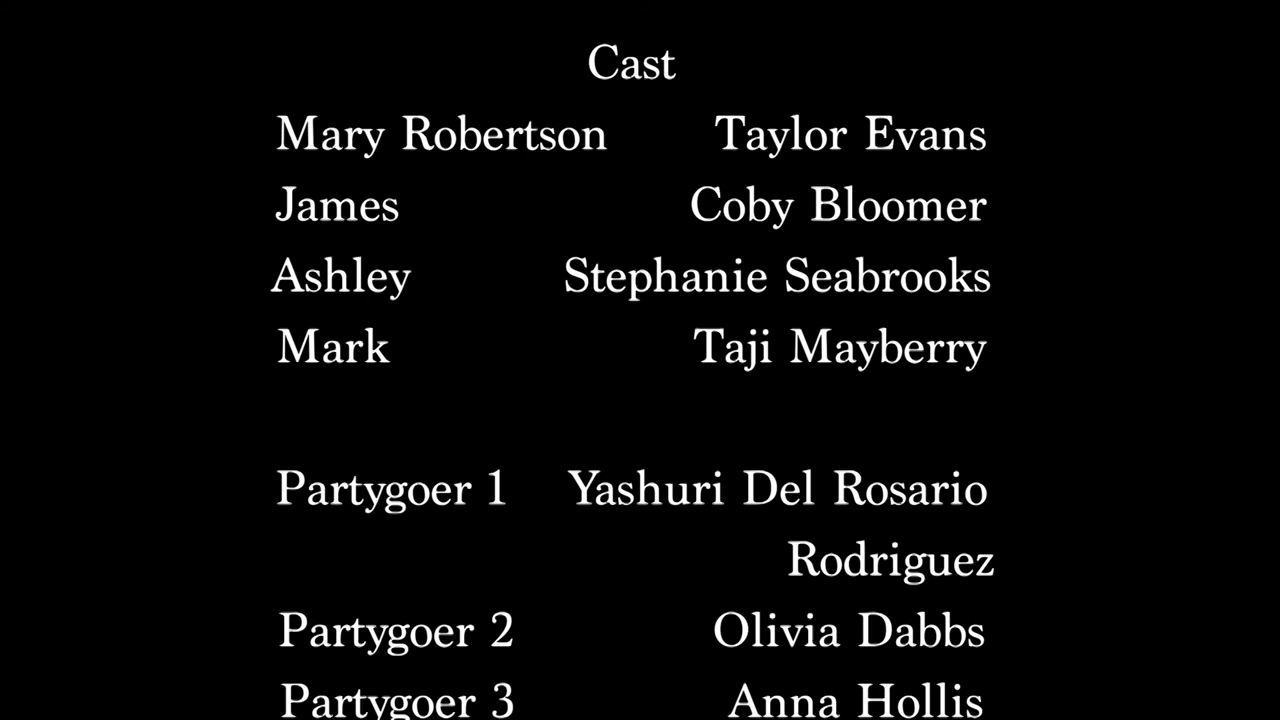 Cast
Mary Robertson Taylor Evans
James Coby Bloomer
Ashley Stephanie Seabrooks
Mark Taji Mayberry
Partygoer 1 Yashuri Del Rosario
Rodriguez
Partygoer 2 Olivia Dabbs
Partygoer 3 Anna Hollis